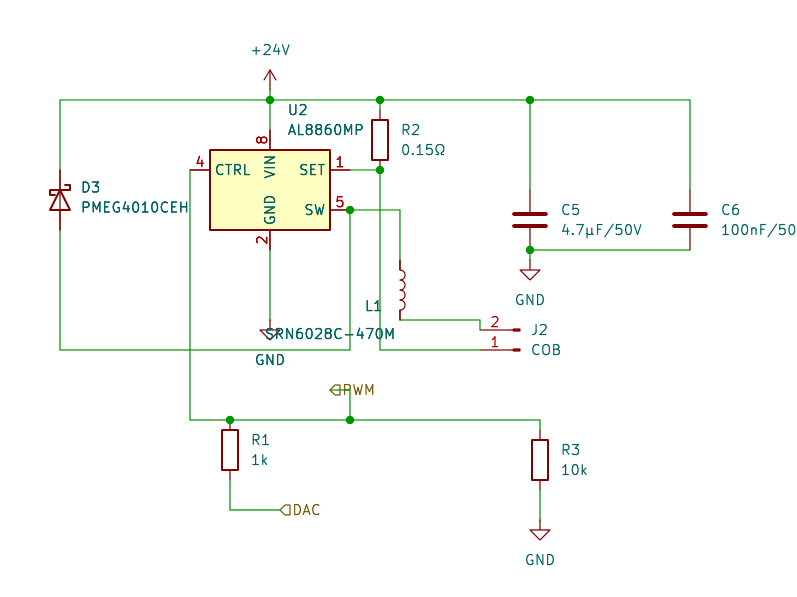 +24V
U2
AL8860MP
R2
0.15Ω
8
4
CTRL
VIN
SET
1
D3
PMEG4010CEH
GND
SW
5
2
C5
4.7µF/50V
C6
100nF/50
GND
L1
SRN6028C-470M
GND
2
J2
1
COB
PWM
R1
1k
R3
10k
DAC
GND